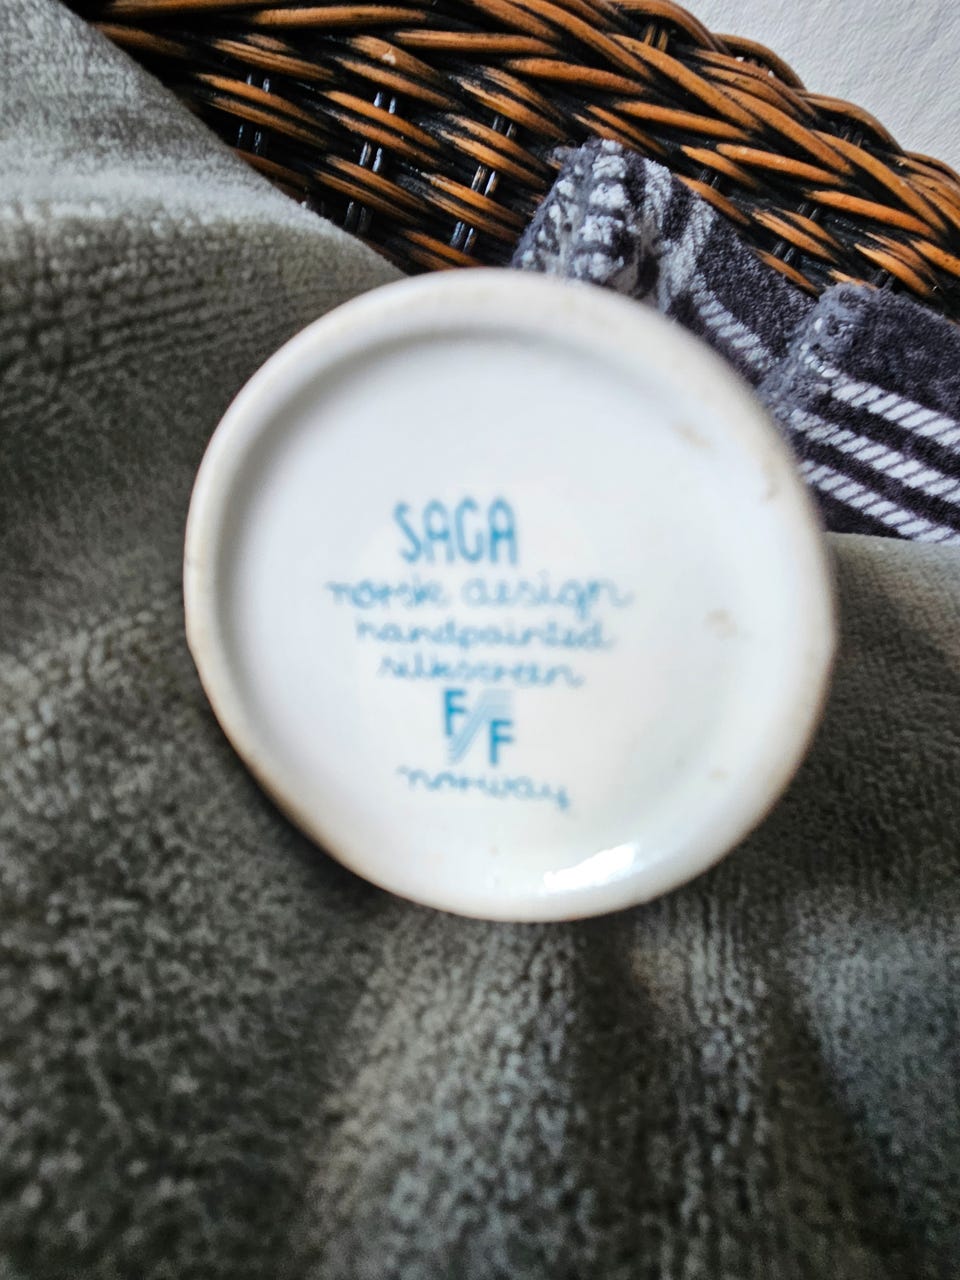 SAGA
norsk design
handpainted
silkscreen
F/F
norway